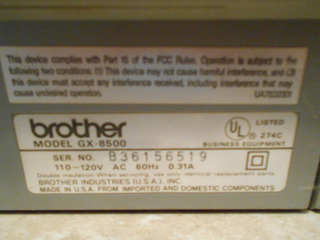 This device complies with Part 15 of the FCC Rules. Operation is subject to the
following two conditions: (1) This device may not cause harmful interference, and (2)
this device must accept any interference received, including interference that may
cause undesired operation.
brother
MODEL GX-8500
UL
LISTED
274C
BUSINESS EQUIPMENT
SER. NO. B36156519
110-120V AC 60Hz 0.31A
Double insulation When servicing, use only identical replacement parts
BROTHER INDUSTRIES (U.S.A.), INC.
MADE IN U.S.A. FROM IMPORTED AND DOMESTIC COMPONENTS